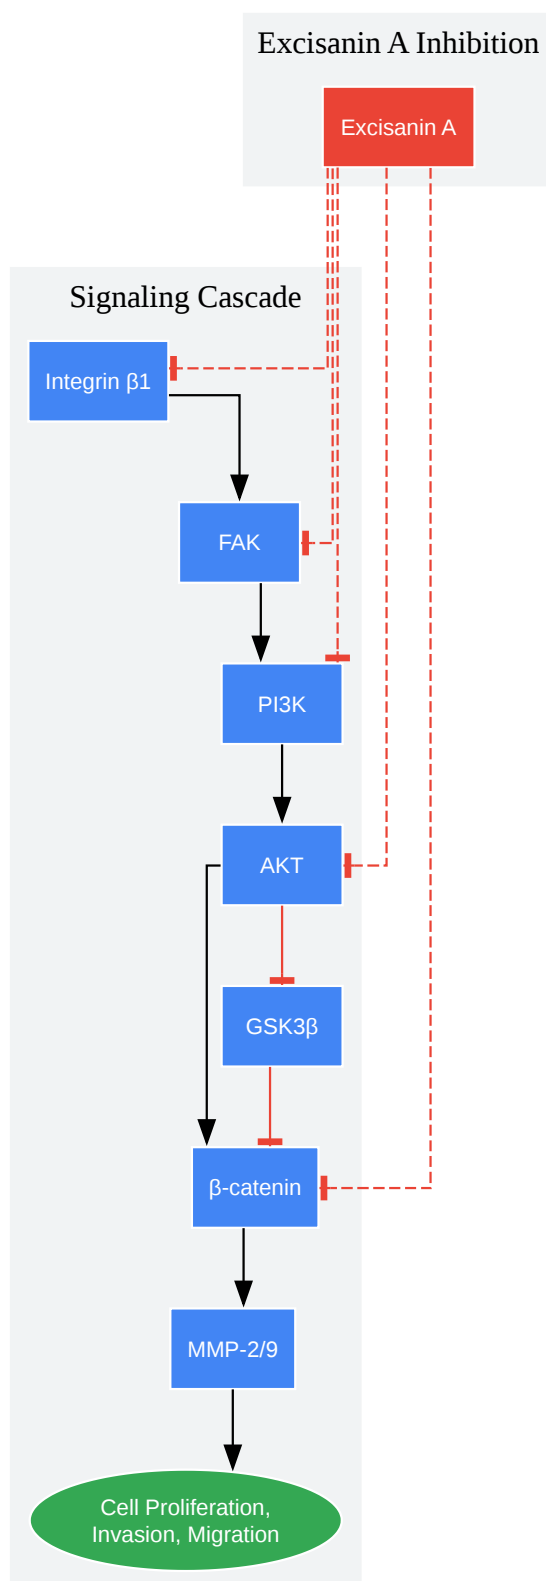 Excisanin A Inhibition
Excisanin A
Signaling Cascade
Integrin β1
FAK
PI3K
AKT
GSK3β
β-catenin
MMP-2/9
Cell Proliferation,
Invasion, Migration